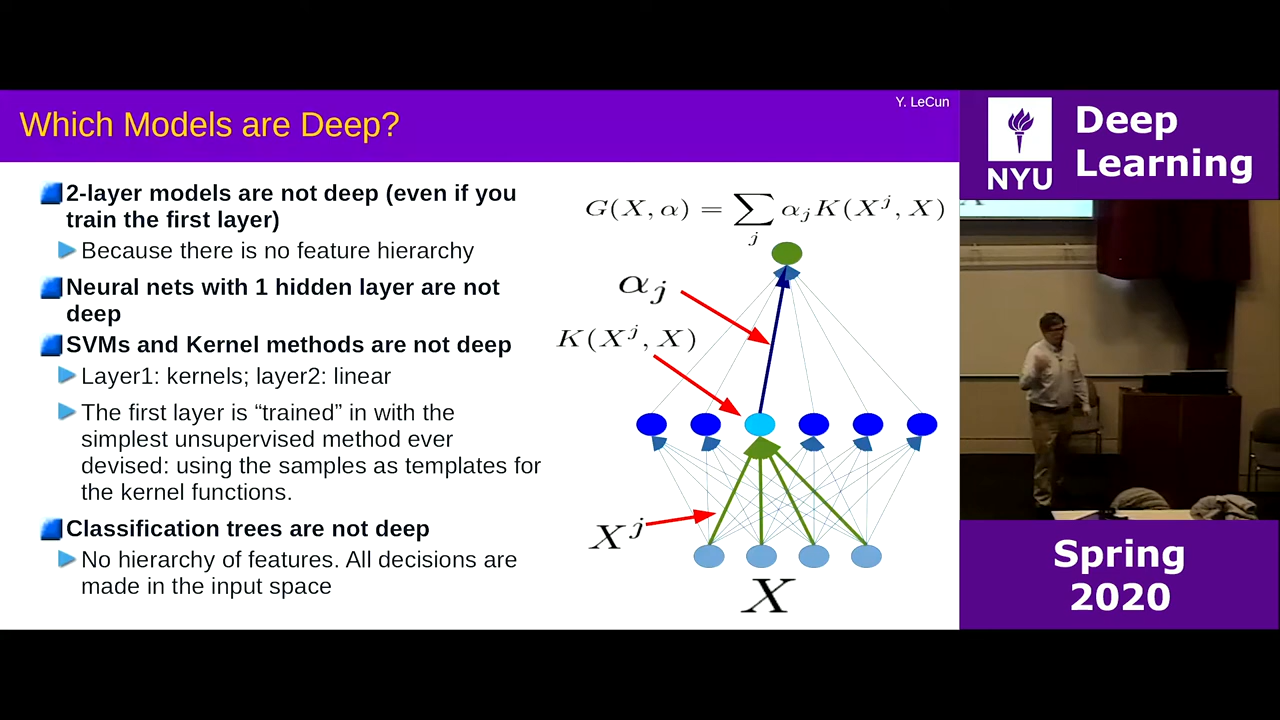 Y. LeCun
Which Models are Deep?
2-layer models are not deep (even if you
train the first layer)
Because there is no feature hierarchy
Neural nets with 1 hidden layer are not
deep
SVMs and Kernel methods are not deep
Layer1: kernels; layer2: linear
The first layer is “trained” in with the
simplest unsupervised method ever
devised: using the samples as templates for
the kernel functions.
Classification trees are not deep
No hierarchy of features. All decisions are
made in the input space
G(X, α) = ∑_j α_j K(X^j, X)
α_j
K(X^j, X)
X^j
X
NYU
Deep
Learning
Spring
2020